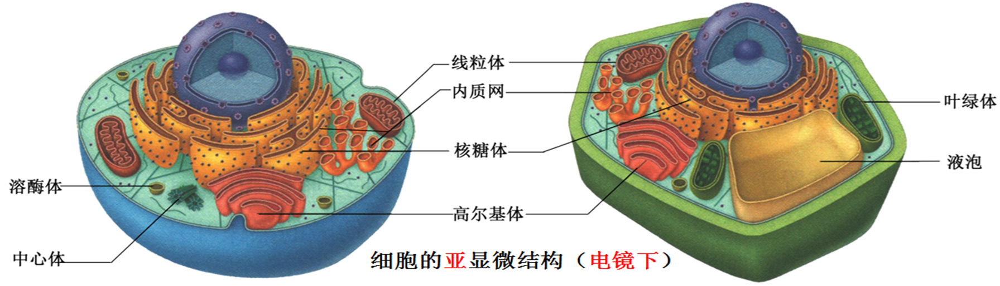 线粒体
内质网
叶绿体
核糖体
液泡
溶酶体
高尔基体
中心体
细胞的亚显微结构（电镜下）